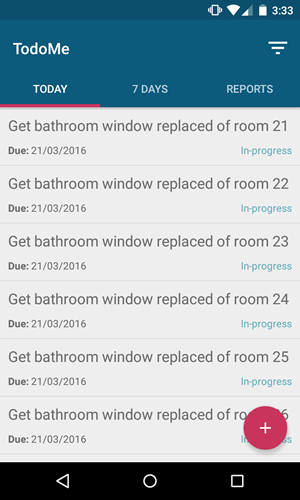 3:33
TodoMe
TODAY 7 DAYS REPORTS
Get bathroom window replaced of room 21
Due: 21/03/2016 In-progress
Get bathroom window replaced of room 22
Due: 21/03/2016 In-progress
Get bathroom window replaced of room 23
Due: 21/03/2016 In-progress
Get bathroom window replaced of room 24
Due: 21/03/2016 In-progress
Get bathroom window replaced of room 25
Due: 21/03/2016 In-progress
Get bathroom window replaced of room 26
Due: 21/03/2016